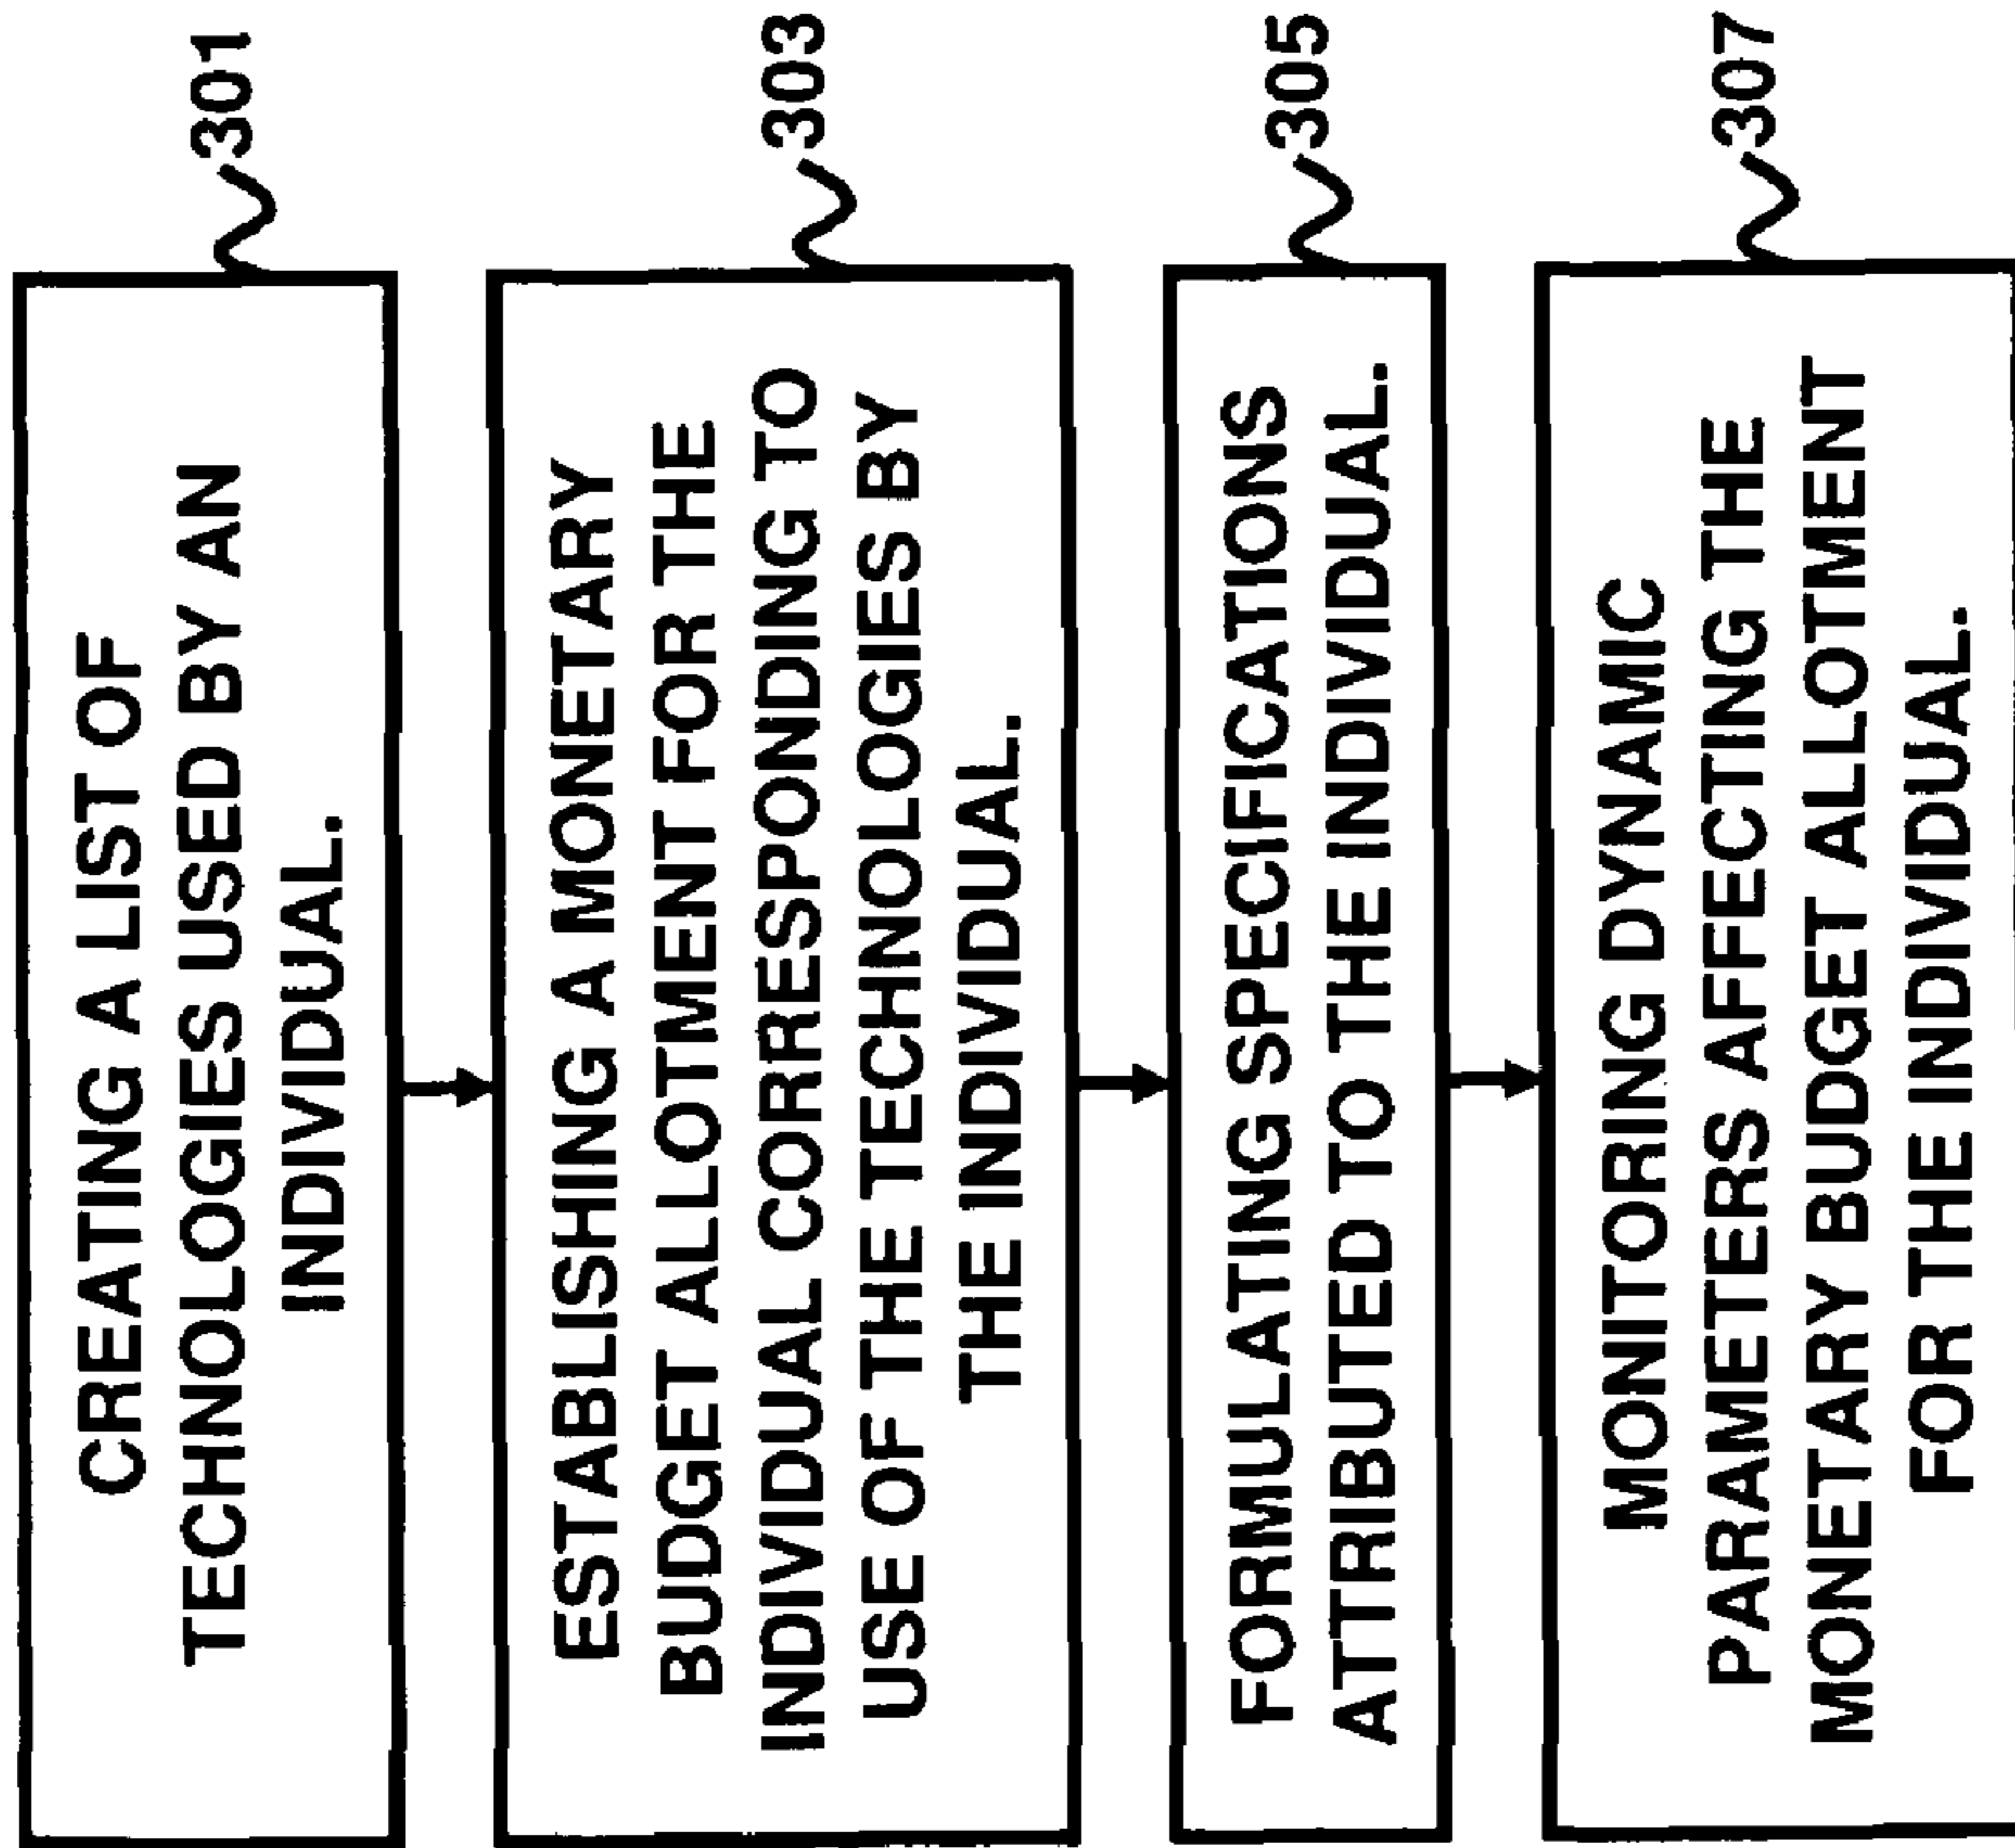 CREATING A LIST OF
TECHNOLOGIES USED BY AN
INDIVIDUAL.
301
ESTABLISHING A MONETARY
BUDGET ALLOTMENT FOR THE
INDIVIDUAL CORRESPONDING TO
USE OF THE TECHNOLOGIES BY
THE INDIVIDUAL.
303
FORMULATING SPECIFICATIONS
ATTRIBUTED TO THE INDIVIDUAL.
305
MONITORING DYNAMIC
PARAMETERS AFFECTING THE
MONETARY BUDGET ALLOTMENT
FOR THE INDIVIDUAL.
307